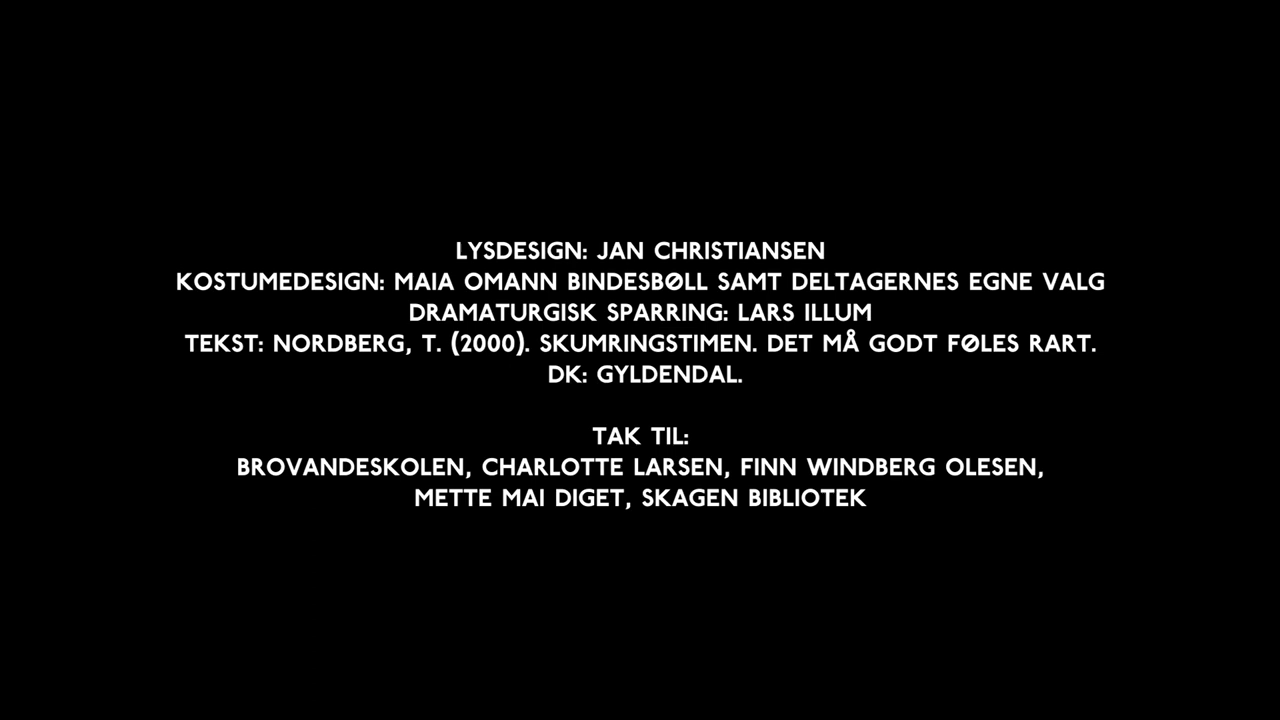 LYSDESIGN: JAN CHRISTIANSEN
KOSTUMEDESIGN: MAIA OMANN BINDESBØLL SAMT DELTAGERNES EGNE VALG
DRAMATURGISK SPARRING: LARS ILLUM
TEKST: NORDBERG, T. (2000). SKUMRINGSTIMEN. DET MÅ GODT FØLES RART.
DK: GYLDENDAL.
TAK TIL:
BROVANDESKOLEN, CHARLOTTE LARSEN, FINN WINDBERG OLESEN,
METTE MAI DIGET, SKAGEN BIBLIOTEK